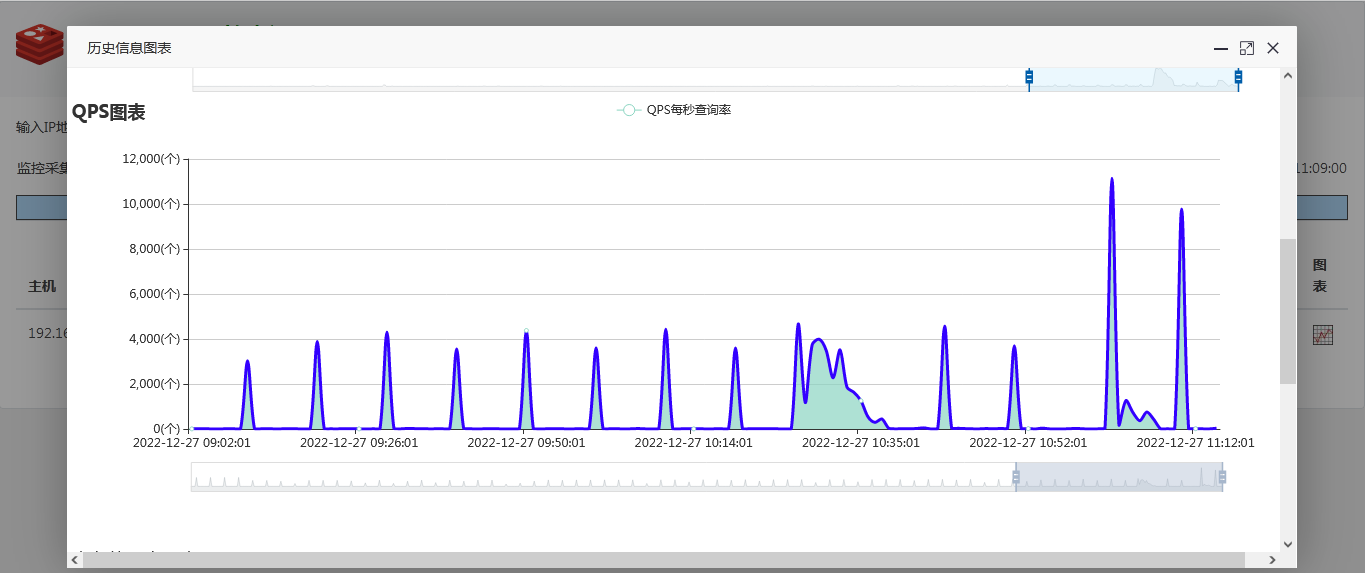 历史信息图表
QPS图表
QPS每秒查询率
输入IP地
监控采集
11:09:00
12,000(个)
10,000(个)
8,000(个)
6,000(个)
4,000(个)
2,000(个)
0(个)
2022-12-27 09:02:01
2022-12-27 09:26:01
2022-12-27 09:50:01
2022-12-27 10:14:01
2022-12-27 10:35:01
2022-12-27 10:52:01
2022-12-27 11:12:01
主机
图
表
192.16